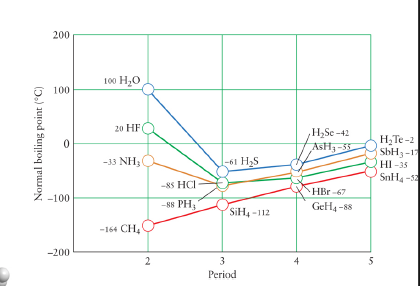 200
100 H₂O
100
20 HF
H₂Se -42
H₂Te -2
0
AsH₃ -55
SbH₃ -17
-33 NH₃
-61 H₂S
HI -35
-85 HCl
SnH₄ -52
HBr -67
-88 PH₃
GeH₄ -88
-100
SiH₄ -112
-164 CH₄
-200
2
3
4
5
Period
Normal boiling point (°C)